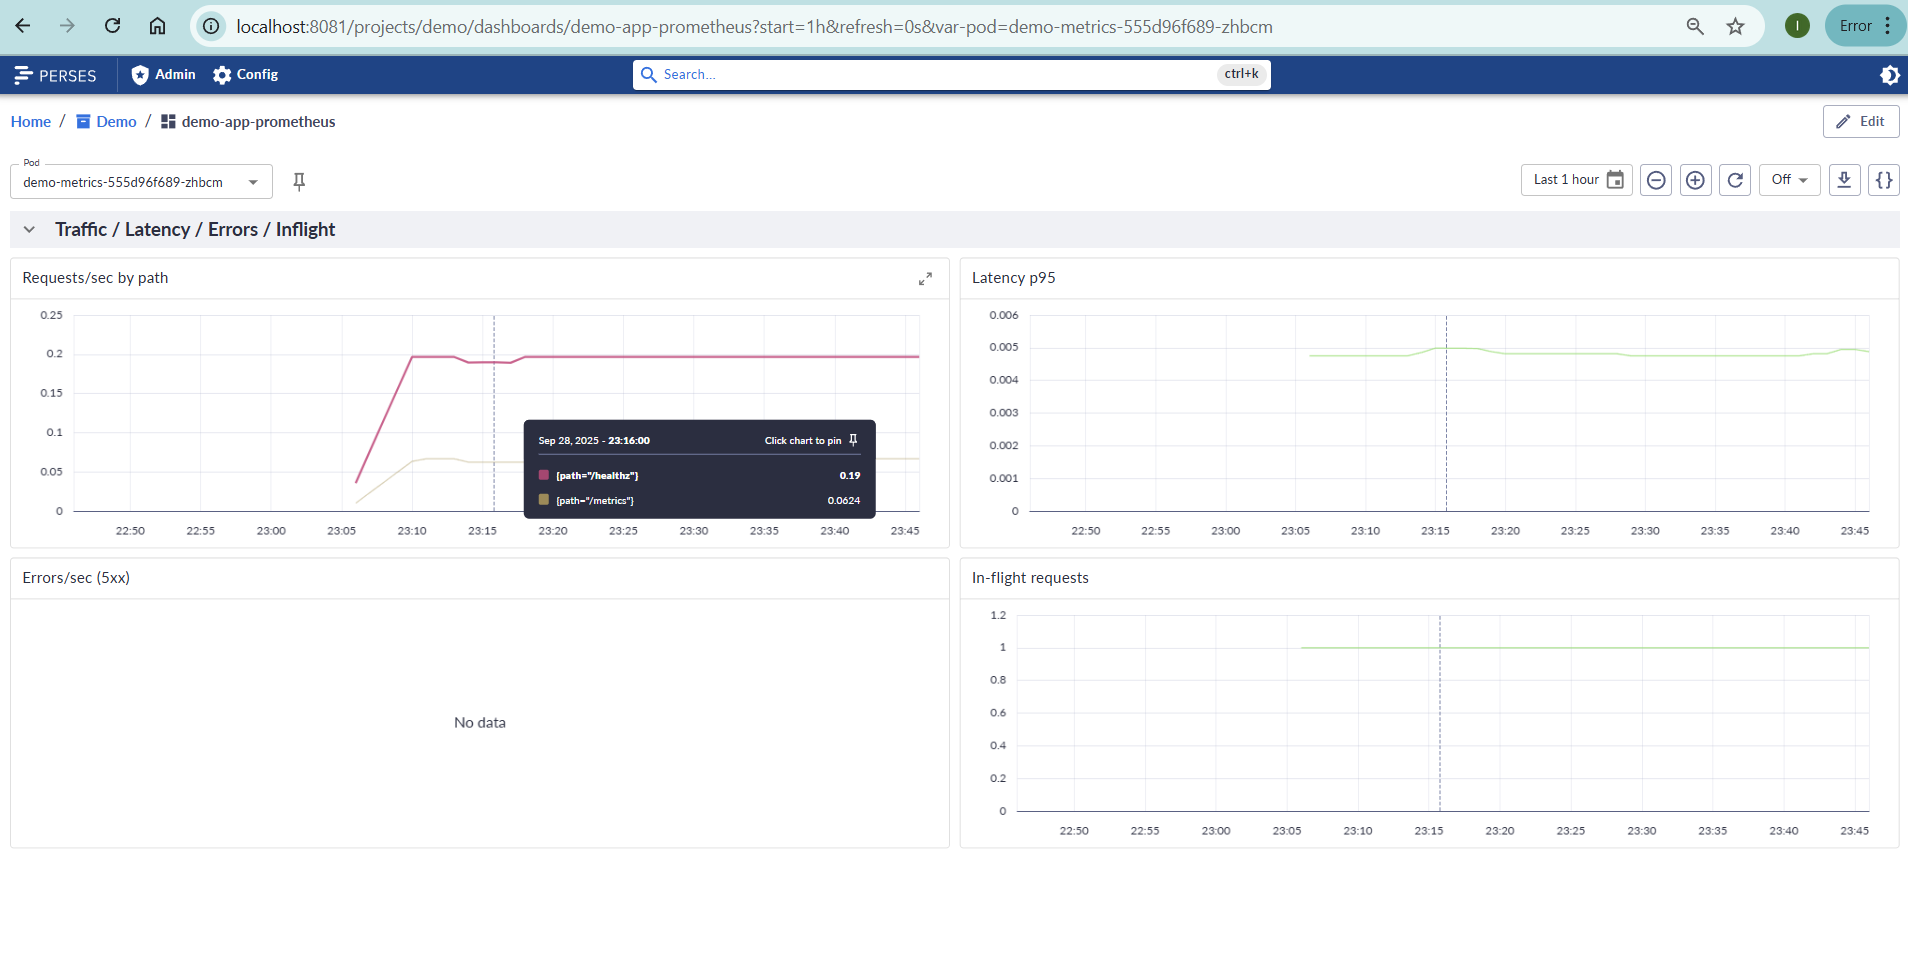 localhost:8081/projects/demo/dashboards/demo-app-prometheus?start=1h&refresh=0s&var-pod=demo-metrics-555d96f689-zhbcm
I
Error
PERSES
Admin
Config
Search...
ctrl+k
Home / Demo / demo-app-prometheus
Edit
Pod
demo-metrics-555d96f689-zhbcm
Last 1 hour
Off
{}
Traffic / Latency / Errors / Inflight
Requests/sec by path
0.25
0.2
0.15
0.1
0.05
0
22:50 22:55 23:00 23:05 23:10 23:15 23:20 23:25 23:30 23:35 23:40 23:45
Sep 28, 2025 - 23:16:00 Click chart to pin
{path="/healthz"} 0.19
{path="/metrics"} 0.0624
Latency p95
0.006
0.005
0.004
0.003
0.002
0.001
0
22:50 22:55 23:00 23:05 23:10 23:15 23:20 23:25 23:30 23:35 23:40 23:45
Errors/sec (5xx)
No data
In-flight requests
1.2
1
0.8
0.6
0.4
0.2
0
22:50 22:55 23:00 23:05 23:10 23:15 23:20 23:25 23:30 23:35 23:40 23:45